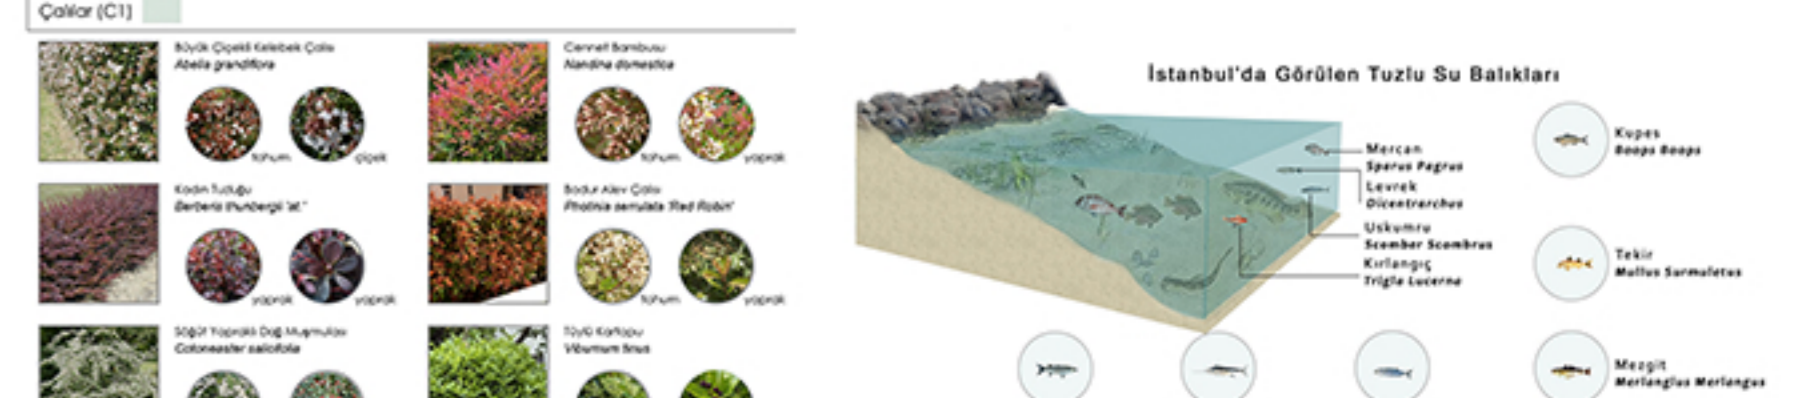 Çalılar (C1)
Büyük Çiçekli Kelebek Çalısı
Abelia grandiflora
tohum
çiçek
Cennet Bambusu
Nandina domestica
tohum
yaprak
Kadın Tuzluğu
Berberis thunbergii 'at.'
yaprak
yaprak
Bodur Alev Çalısı
Photinia serrulata 'Red Robin'
tohum
yaprak
Söğüt Yapraklı Dağ Muşmulası
Cotoneaster salicifolia
Tüylü Kartopu
Viburnum tinus
İstanbul'da Görülen Tuzlu Su Balıkları
Mercan
Sparus Pagrus
Levrek
Dicentrarchus
Uskumru
Scomber Scombrus
Kırlangıç
Trigla Lucerna
Kupes
Boops Boops
Tekir
Mullus Surmuletus
Mezgit
Merlangius Merlangus